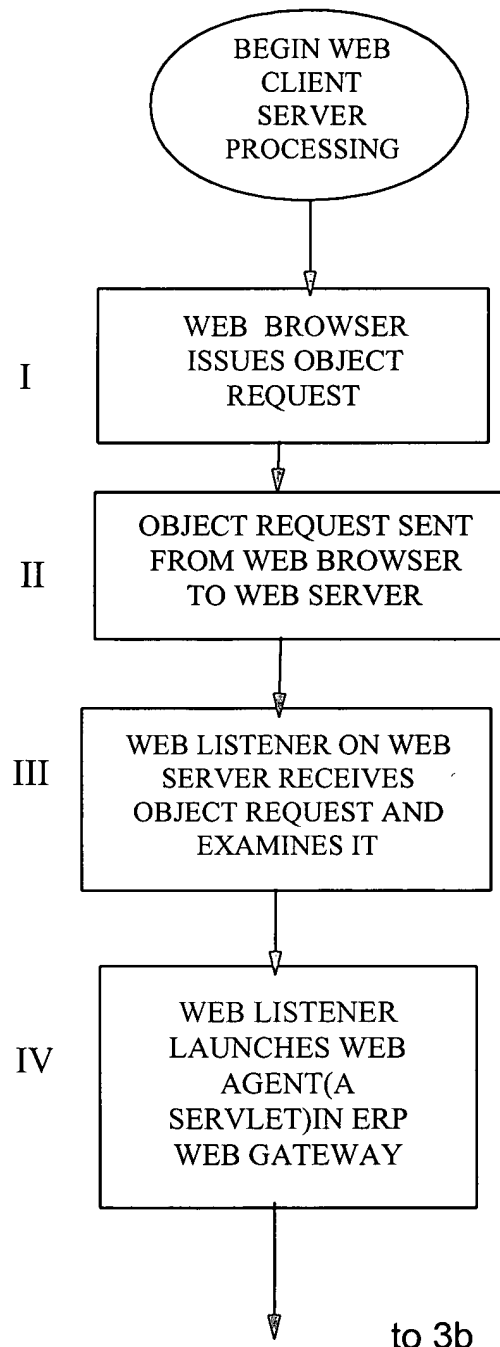 BEGIN WEB
CLIENT
SERVER
PROCESSING
I
WEB BROWSER
ISSUES OBJECT
REQUEST
II
OBJECT REQUEST SENT
FROM WEB BROWSER
TO WEB SERVER
III
WEB LISTENER ON WEB
SERVER RECEIVES
OBJECT REQUEST AND
EXAMINES IT
IV
WEB LISTENER
LAUNCHES WEB
AGENT(A
SERVLET)IN ERP
WEB GATEWAY
to 3b